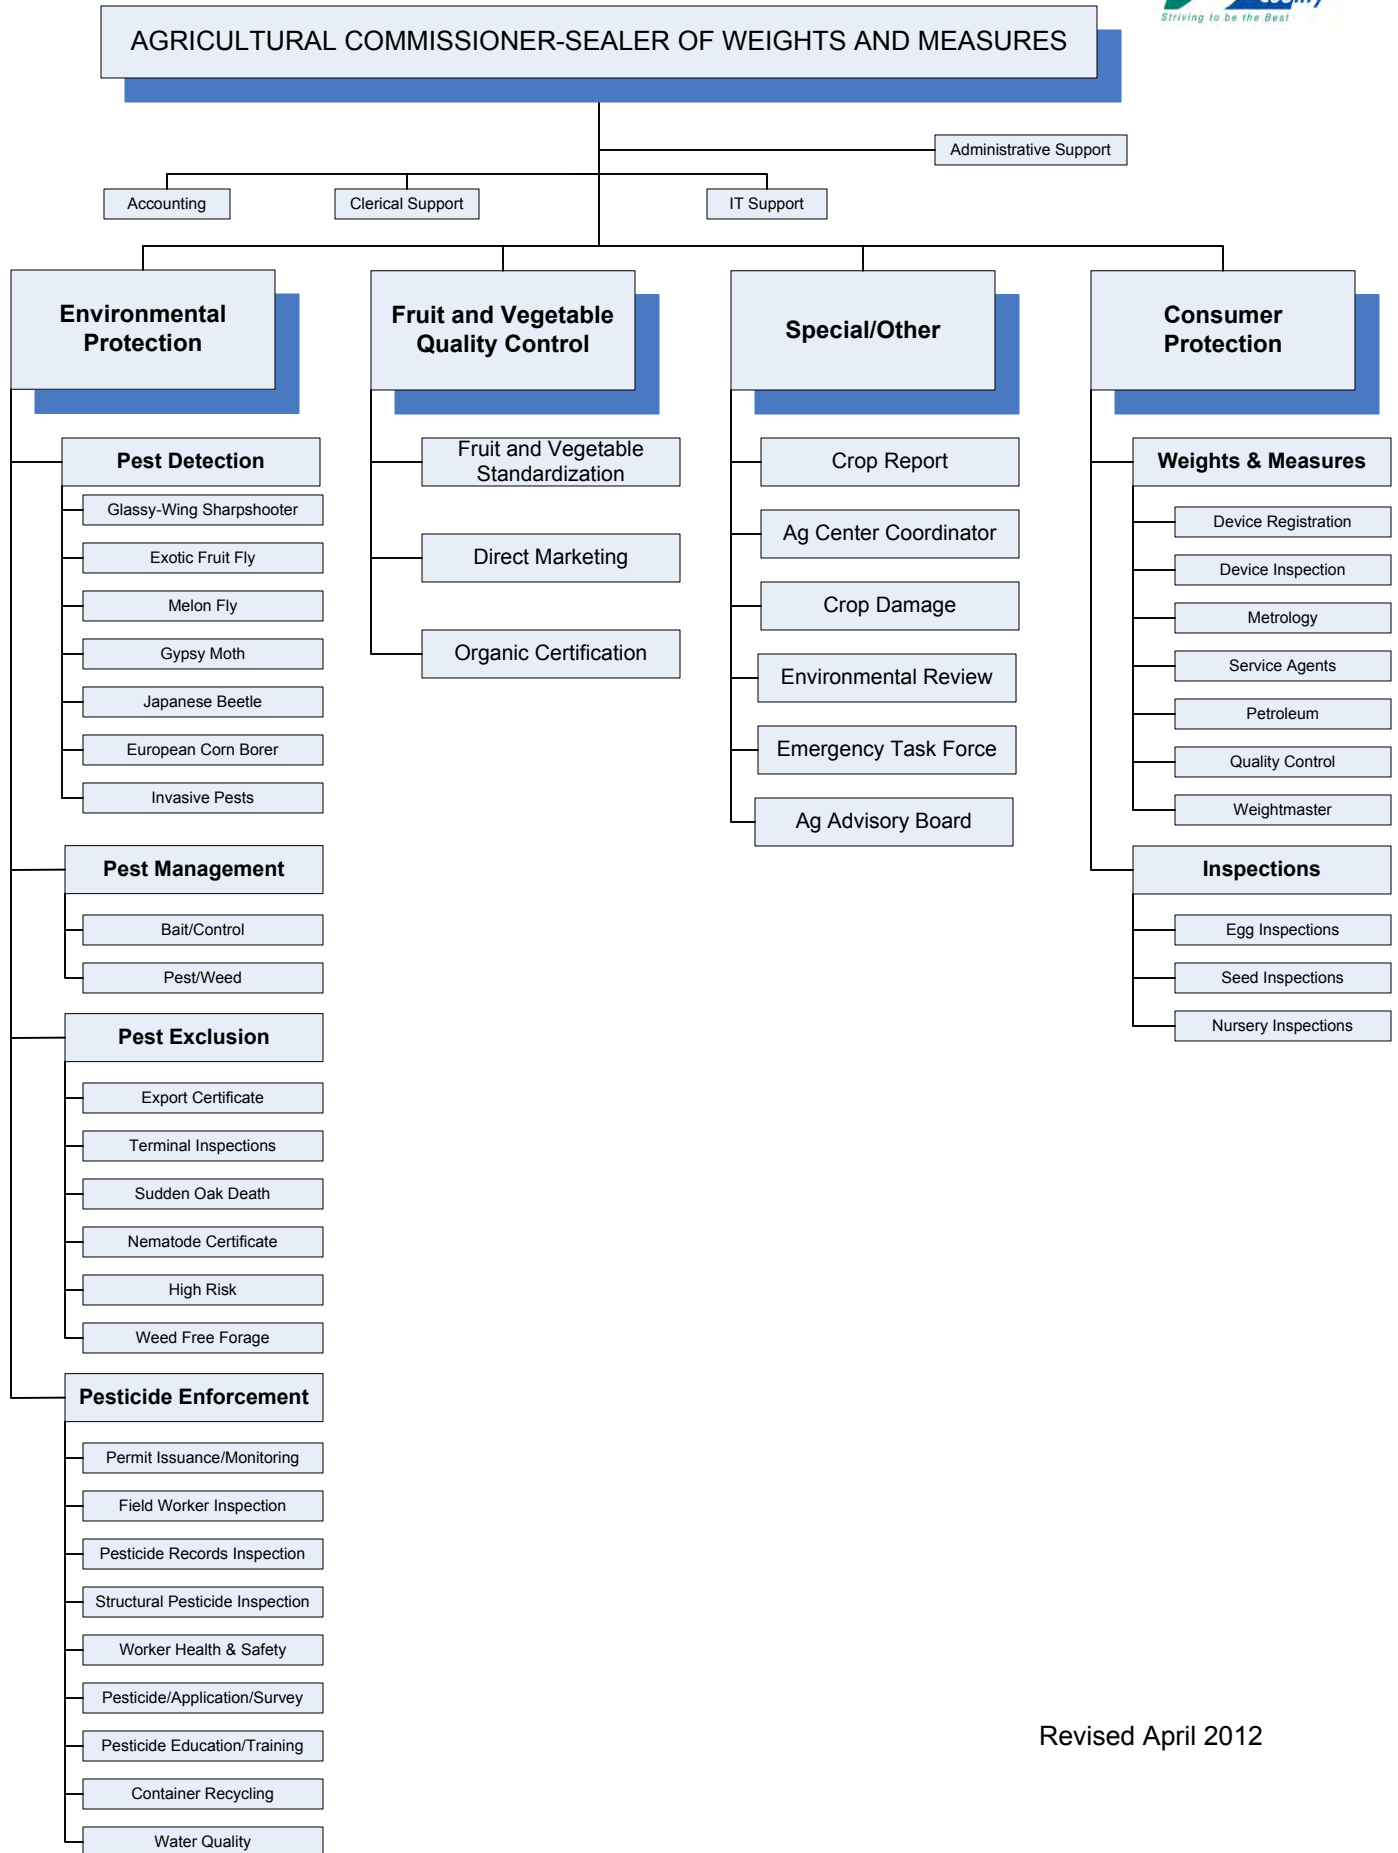 County
Striving to be the Best
AGRICULTURAL COMMISSIONER-SEALER OF WEIGHTS AND MEASURES
Administrative Support
Accounting
Clerical Support
IT Support
Environmental
Protection
Pest Detection
Glassy-Wing Sharpshooter
Exotic Fruit Fly
Melon Fly
Gypsy Moth
Japanese Beetle
European Corn Borer
Invasive Pests
Pest Management
Bait/Control
Pest/Weed
Pest Exclusion
Export Certificate
Terminal Inspections
Sudden Oak Death
Nematode Certificate
High Risk
Weed Free Forage
Pesticide Enforcement
Permit Issuance/Monitoring
Field Worker Inspection
Pesticide Records Inspection
Structural Pesticide Inspection
Worker Health & Safety
Pesticide/Application/Survey
Pesticide Education/Training
Container Recycling
Water Quality
Fruit and Vegetable
Quality Control
Fruit and Vegetable
Standardization
Direct Marketing
Organic Certification
Special/Other
Crop Report
Ag Center Coordinator
Crop Damage
Environmental Review
Emergency Task Force
Ag Advisory Board
Consumer
Protection
Weights & Measures
Device Registration
Device Inspection
Metrology
Service Agents
Petroleum
Quality Control
Weightmaster
Inspections
Egg Inspections
Seed Inspections
Nursery Inspections
Revised April 2012